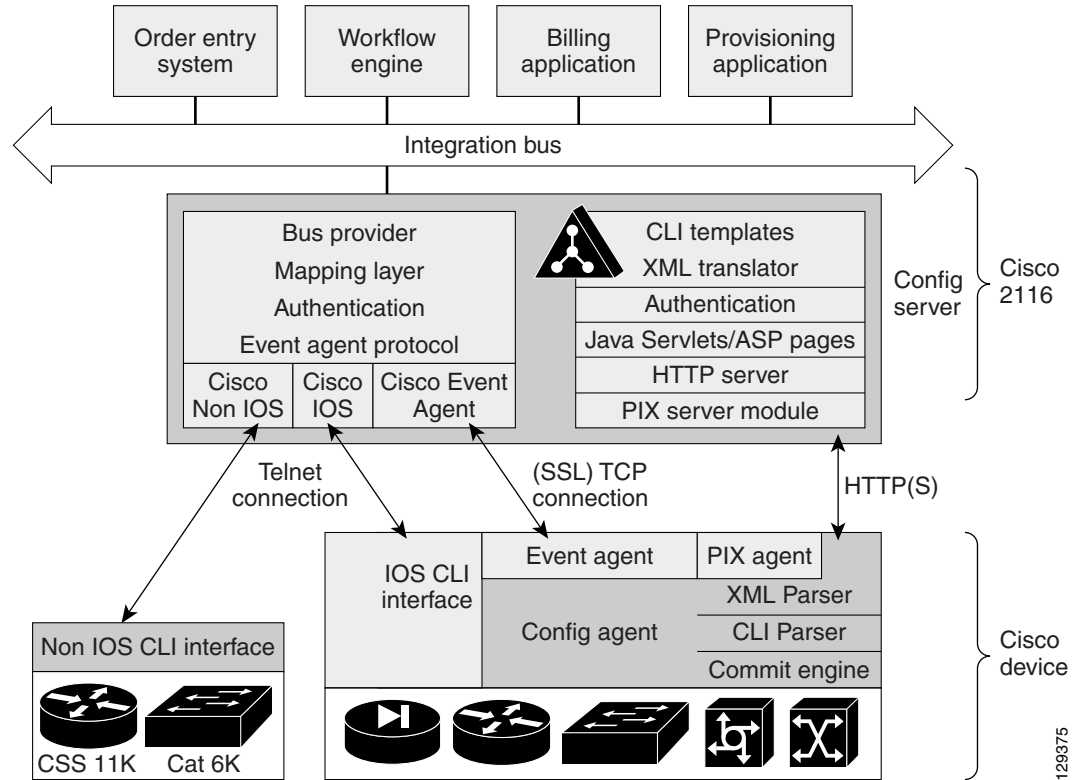 Order entry
system
Workflow
engine
Billing
application
Provisioning
application
Integration bus
Bus provider
Mapping layer
Authentication
Event agent protocol
Cisco
Non IOS
Cisco
IOS
Cisco Event
Agent
CLI templates
XML translator
Authentication
Java Servlets/ASP pages
HTTP server
PIX server module
Config
server
Cisco
2116
Telnet
connection
(SSL) TCP
connection
HTTP(S)
IOS CLI
interface
Event agent
PIX agent
Config agent
XML Parser
CLI Parser
Commit engine
Cisco
device
Non IOS CLI interface
CSS 11K
Cat 6K
129375